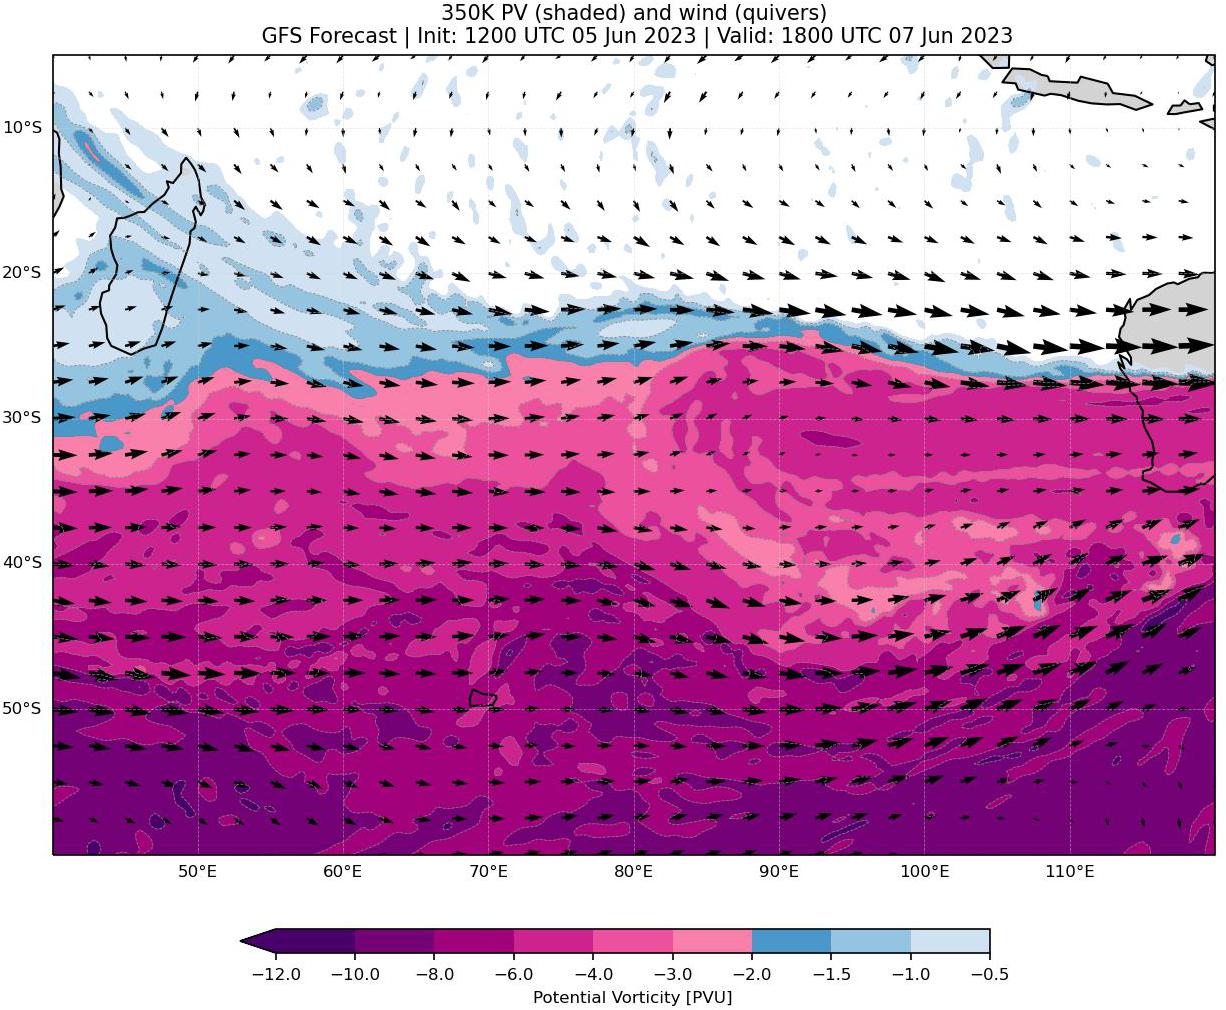 350K PV (shaded) and wind (quivers)
GFS Forecast | Init: 1200 UTC 05 Jun 2023 | Valid: 1800 UTC 07 Jun 2023
10°S
20°S
30°S
40°S
50°S
50°E 60°E 70°E 80°E 90°E 100°E 110°E
−12.0 −10.0 −8.0 −6.0 −4.0 −3.0 −2.0 −1.5 −1.0 −0.5
Potential Vorticity [PVU]